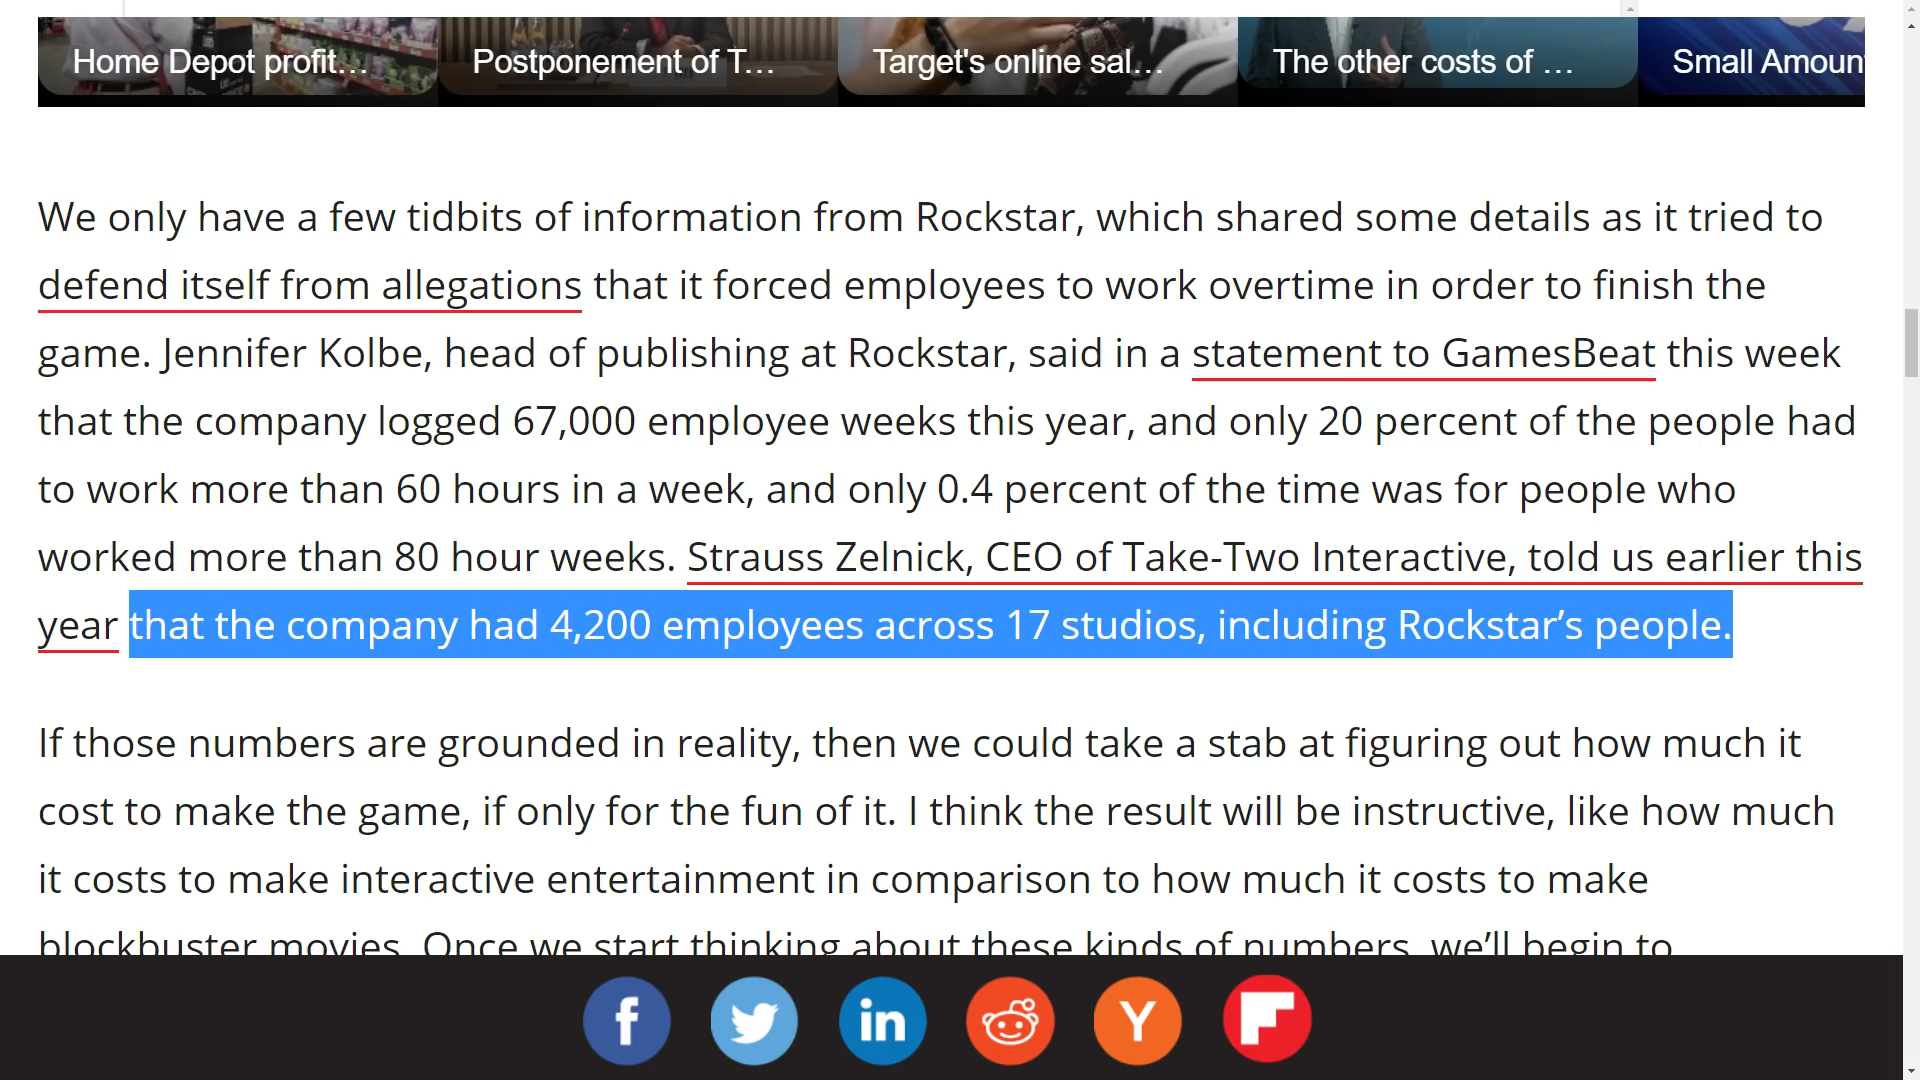 Home Depot profit...
Postponement of T...
Target's online sal...
The other costs of ...
Small Amoun
We only have a few tidbits of information from Rockstar, which shared some details as it tried to
defend itself from allegations that it forced employees to work overtime in order to finish the
game. Jennifer Kolbe, head of publishing at Rockstar, said in a statement to GamesBeat this week
that the company logged 67,000 employee weeks this year, and only 20 percent of the people had
to work more than 60 hours in a week, and only 0.4 percent of the time was for people who
worked more than 80 hour weeks. Strauss Zelnick, CEO of Take-Two Interactive, told us earlier this
year that the company had 4,200 employees across 17 studios, including Rockstar’s people.
If those numbers are grounded in reality, then we could take a stab at figuring out how much it
cost to make the game, if only for the fun of it. I think the result will be instructive, like how much
it costs to make interactive entertainment in comparison to how much it costs to make
blockbuster movies. Once we start thinking about these kinds of numbers, we’ll begin to